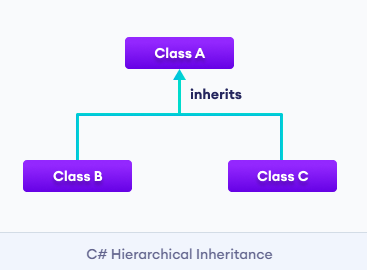 Class A
inherits
Class B
Class C
C# Hierarchical Inheritance